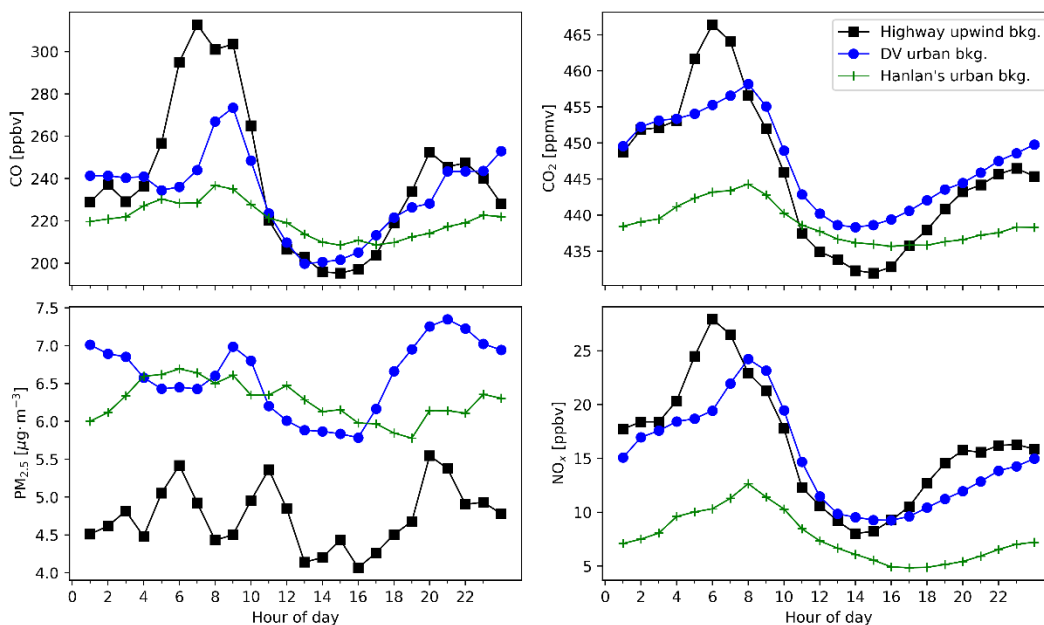 CO [ppbv]
300
280
260
240
220
200
CO₂ [ppmv]
465
460
455
450
445
440
435
Highway upwind bkg.
DV urban bkg.
Hanlan's urban bkg.
PM₂.₅ [μg·m⁻³]
7.5
7.0
6.5
6.0
5.5
5.0
4.5
4.0
0 2 4 6 8 10 12 14 16 18 20 22
Hour of day
NOₓ [ppbv]
25
20
15
10
5
0 2 4 6 8 10 12 14 16 18 20 22
Hour of day